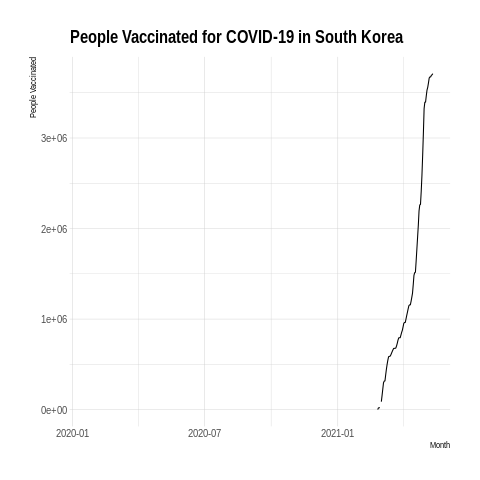 People Vaccinated for COVID-19 in South Korea
People Vaccinated
3e+06
2e+06
1e+06
0e+00
2020-01
2020-07
2021-01
Month